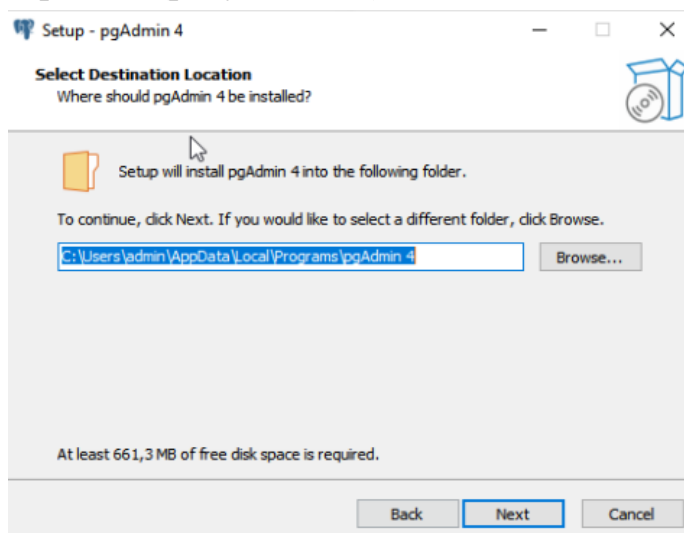 Setup - pgAdmin 4
Select Destination Location
Where should pgAdmin 4 be installed?
Setup will install pgAdmin 4 into the following folder.
To continue, click Next. If you would like to select a different folder, click Browse.
C:\Users\admin\AppData\Local\Programs\pgAdmin 4
Browse...
At least 661,3 MB of free disk space is required.
Back
Next
Cancel